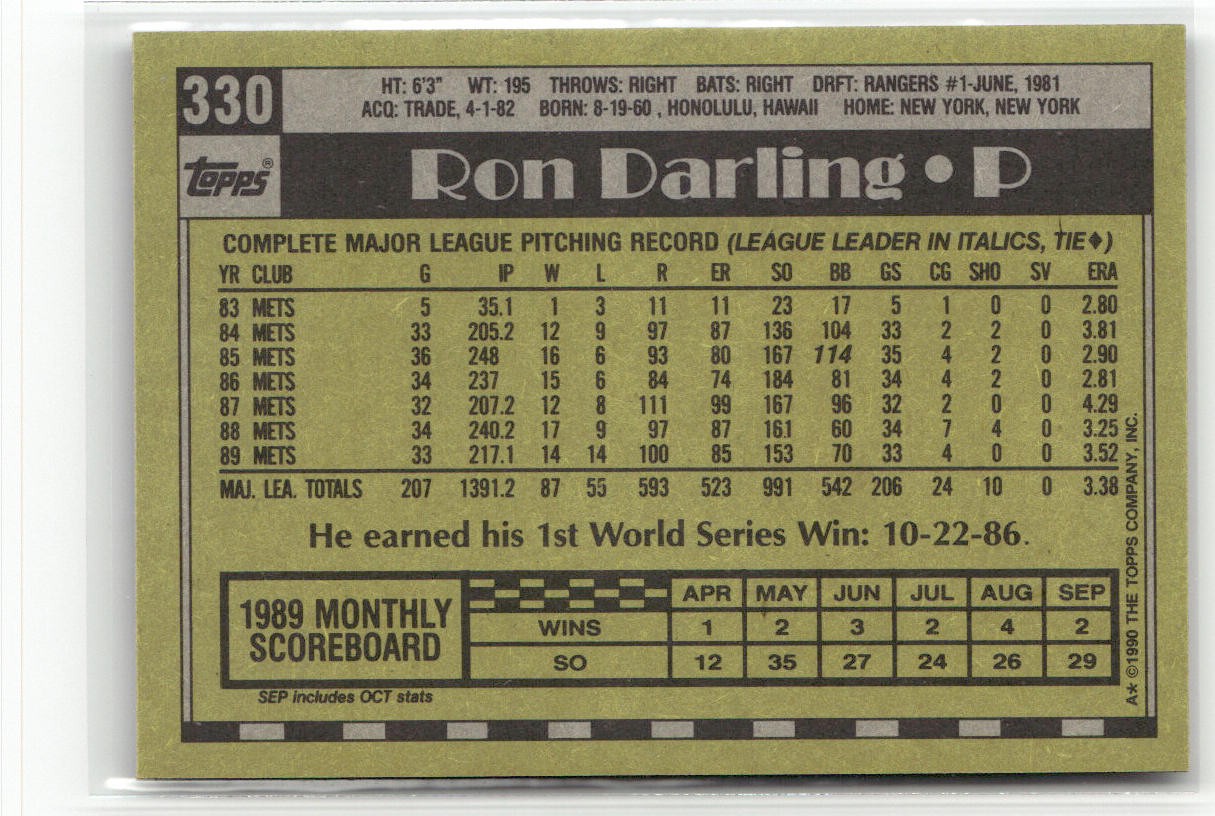 330
HT: 6'3" WT: 195 THROWS: RIGHT BATS: RIGHT DRFT: RANGERS #1-JUNE, 1981
ACQ: TRADE, 4-1-82 BORN: 8-19-60 , HONOLULU, HAWAII HOME: NEW YORK, NEW YORK
Topps®
Ron Darling • P
COMPLETE MAJOR LEAGUE PITCHING RECORD (LEAGUE LEADER IN ITALICS, TIE♦)
YR CLUB G IP W L R ER SO BB GS CG SHO SV ERA
83 METS 5 35.1 1 3 11 11 23 17 5 1 0 0 2.80
84 METS 33 205.2 12 9 97 87 136 104 33 2 2 0 3.81
85 METS 36 248 16 6 93 80 167 114 35 4 2 0 2.90
86 METS 34 237 15 6 84 74 184 81 34 4 2 0 2.81
87 METS 32 207.2 12 8 111 99 167 96 32 2 0 0 4.29
88 METS 34 240.2 17 9 97 87 161 60 34 7 4 0 3.25
89 METS 33 217.1 14 14 100 85 153 70 33 4 0 0 3.52
MAJ. LEA. TOTALS 207 1391.2 87 55 593 523 991 542 206 24 10 0 3.38
He earned his 1st World Series Win: 10-22-86.
1989 MONTHLY
SCOREBOARD
APR MAY JUN JUL AUG SEP
WINS 1 2 3 2 4 2
SO 12 35 27 24 26 29
SEP includes OCT stats
A* ©1990 THE TOPPS COMPANY, INC.